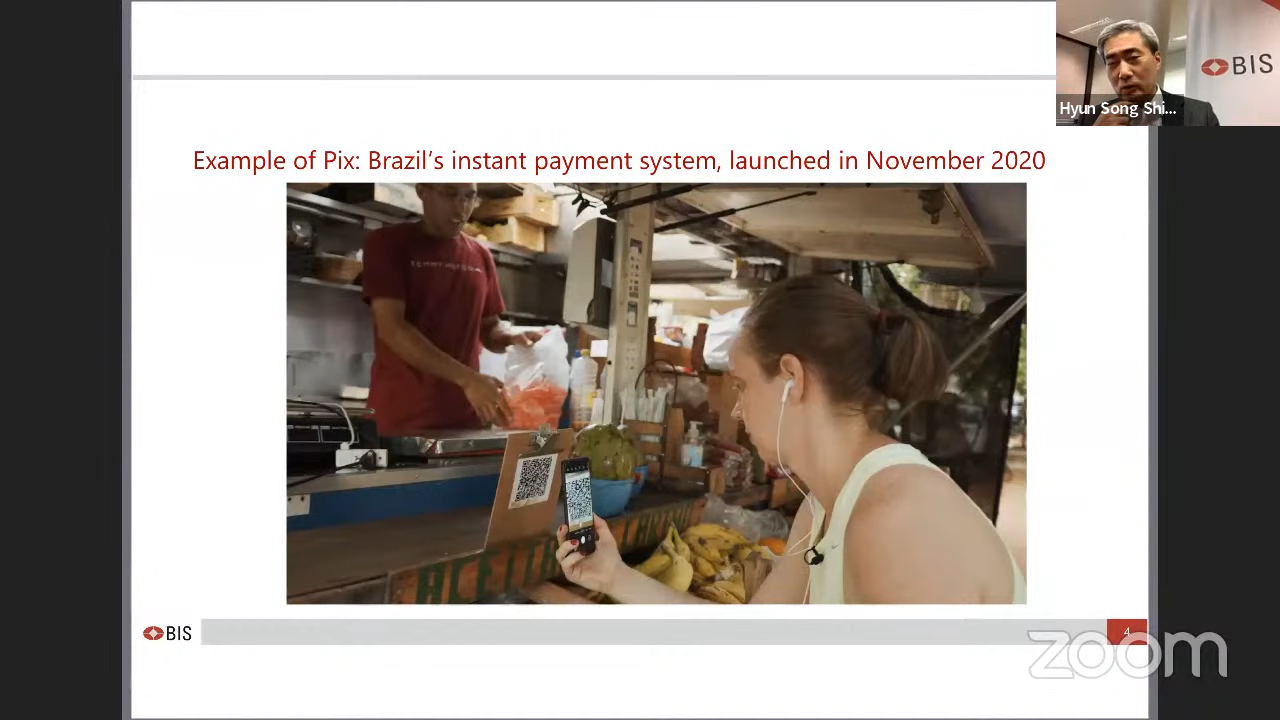 BIS
Hyun Song Shi...
Example of Pix: Brazil's instant payment system, launched in November 2020
BIS
4
zoom